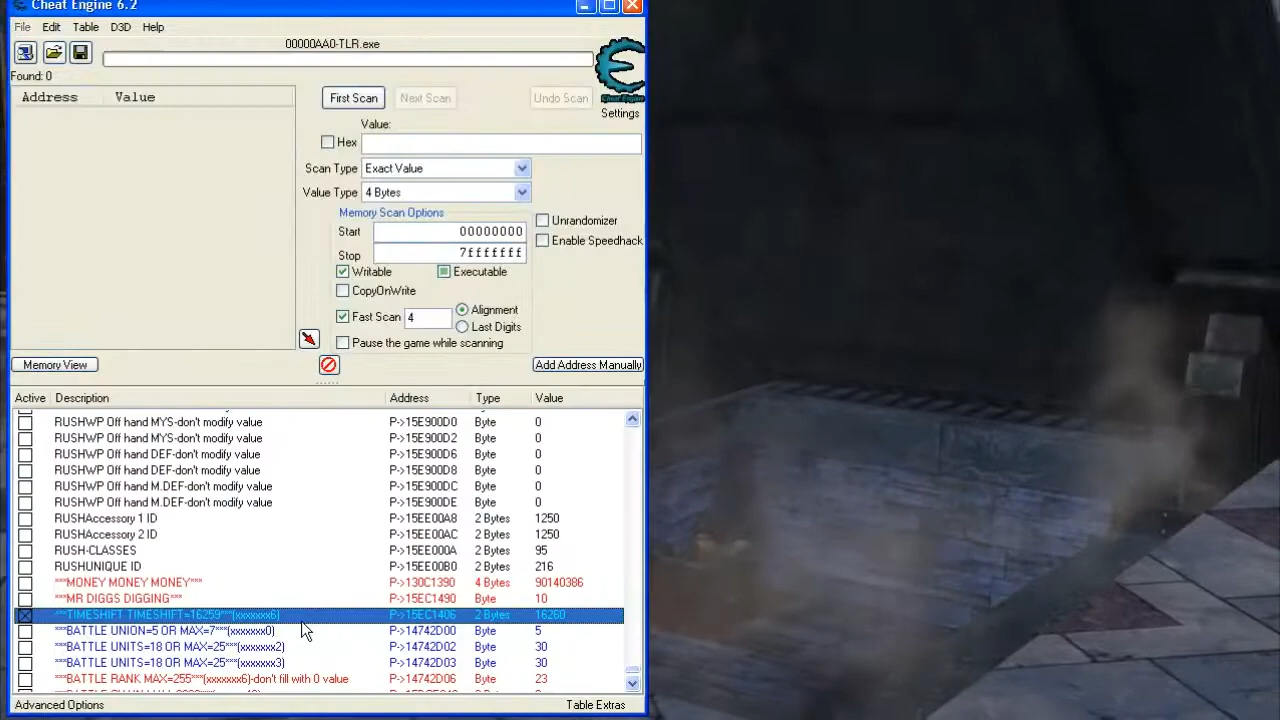 Cheat Engine 6.2
File Edit Table D3D Help
00000AA0-TLR.exe
Found: 0
Address Value
First Scan Next Scan Undo Scan
Cheat Engine
Settings
Value:
Hex
Scan Type Exact Value
Value Type 4 Bytes
Memory Scan Options
Start 00000000
Stop 7fffffff
Unrandomizer
Enable Speedhack
Writable Executable
CopyOnWrite
Fast Scan 4 Alignment
Last Digits
Pause the game while scanning
Memory View Add Address Manually
Active Description Address Type Value
RUSHWP Off hand MYS-don't modify value P->15E900D0 Byte 0
RUSHWP Off hand MYS-don't modify value P->15E900D2 Byte 0
RUSHWP Off hand DEF-don't modify value P->15E900D6 Byte 0
RUSHWP Off hand DEF-don't modify value P->15E900D8 Byte 0
RUSHWP Off hand M.DEF-don't modify value P->15E900DC Byte 0
RUSHWP Off hand M.DEF-don't modify value P->15E900DE Byte 0
RUSHAccessory 1 ID P->15EE00A8 2 Bytes 1250
RUSHAccessory 2 ID P->15EE00AC 2 Bytes 1250
RUSH-CLASSES P->15EE000A 2 Bytes 95
RUSHUNIQUE ID P->15EE00B0 2 Bytes 216
***MONEY MONEY MONEY*** P->130C1390 4 Bytes 90140386
***MR DIGGS DIGGING*** P->15EC1490 Byte 10
***TIMESHIFT TIMESHIFT=16259***(xxxxxxx6) P->15EC1406 2 Bytes 16260
***BATTLE UNION=5 OR MAX=7***(xxxxxxx0) P->14742D00 Byte 5
***BATTLE UNITS=18 OR MAX=25***(xxxxxxx2) P->14742D02 Byte 30
***BATTLE UNITS=18 OR MAX=25***(xxxxxxx3) P->14742D03 Byte 30
***BATTLE RANK MAX=255***(xxxxxxx6)-don't fill with 0 value P->14742D06 Byte 23
Advanced Options Table Extras